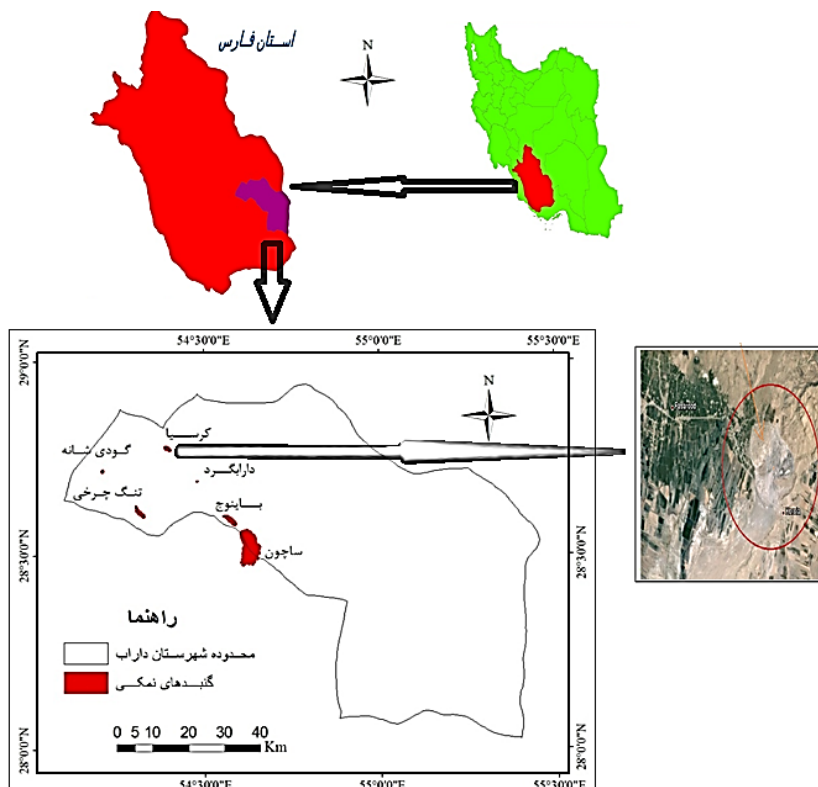 استان فارس
N
54°30'0"E
55°0'0"E
55°30'0"E
29°0'0"N
N
کرسیا
گودی شانه
دارابگرد
تنگ چرخی
باینوج
ساچون
28°30'0"N
28°30'0"N
راهنما
محدوده شهرستان داراب
گنبدهای نمکی
0 5 10 20 30 40
Km
28°0'0"N
28°0'0"N
54°30'0"E
55°0'0"E
55°30'0"E